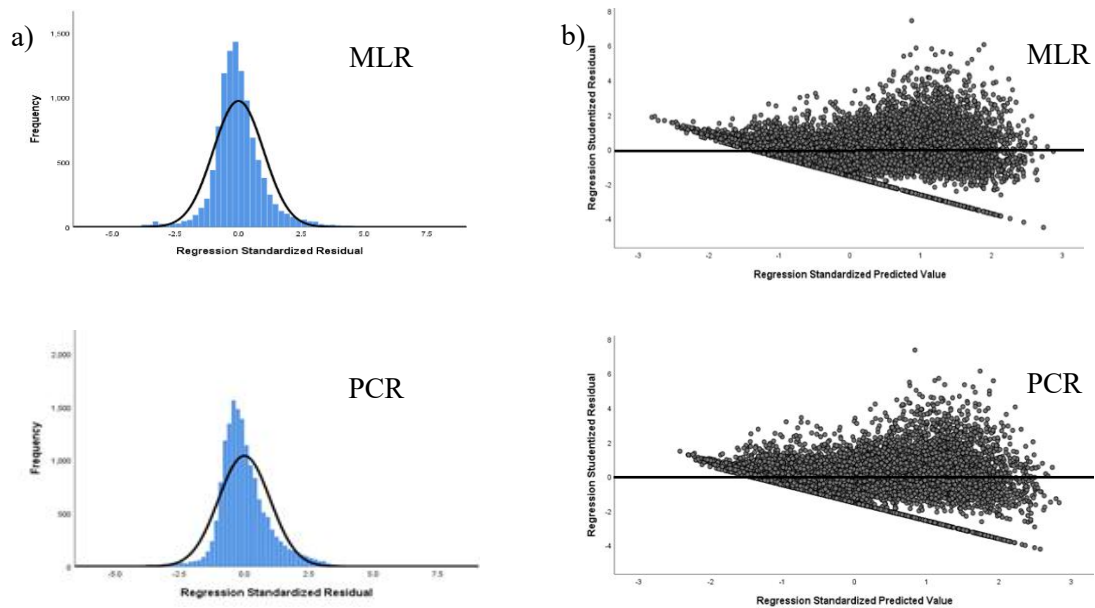 a)
MLR
1,500
1,000
500
0
Frequency
-5.0 -2.5 0.0 2.5 5.0 7.5
Regression Standardized Residual
b)
MLR
8
6
4
2
0
-2
-4
Regression Studentized Residual
-3 -2 -1 0 1 2 3
Regression Standardized Predicted Value
PCR
2,000
1,500
1,000
500
0
Frequency
-5.0 -2.5 0.0 2.5 5.0 7.5
Regression Standardized Residual
PCR
8
6
4
2
0
-2
-4
Regression Studentized Residual
-3 -2 -1 0 1 2 3
Regression Standardized Predicted Value